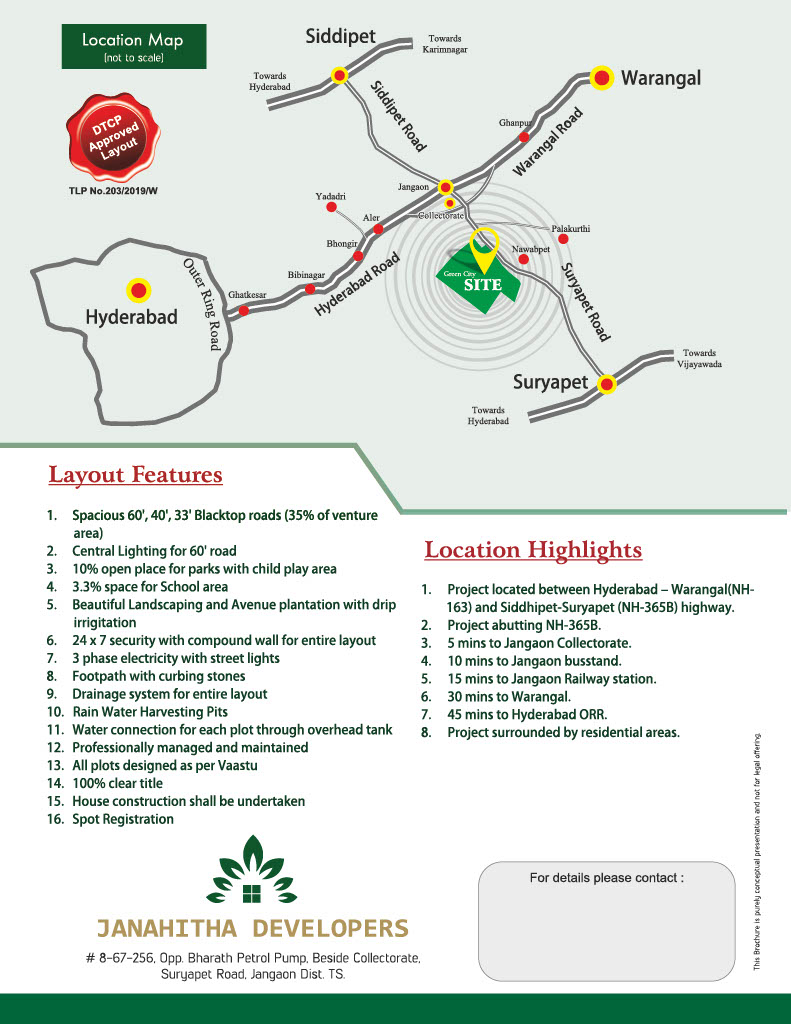 Location Map
(not to scale)
DTCP
Approved
Layout
TLP No.203/2019/W
Siddipet
Towards
Karimnagar
Towards
Hyderabad
Siddipet Road
Warangal
Ghanpur
Warangal Road
Jangaon
Collectorate
Yadadri
Aler
Bhongir
Bibinagar
Ghatkesar
Hyderabad Road
Outer Ring Road
Hyderabad
Palakurthi
Nawabpet
Green City
SITE
Suryapet Road
Suryapet
Towards
Vijayawada
Towards
Hyderabad
Layout Features
1. Spacious 60', 40', 33' Blacktop roads (35% of venture
area)
2. Central Lighting for 60' road
3. 10% open place for parks with child play area
4. 3.3% space for School area
5. Beautiful Landscaping and Avenue plantation with drip
irrigitation
6. 24 x 7 security with compound wall for entire layout
7. 3 phase electricity with street lights
8. Footpath with curbing stones
9. Drainage system for entire layout
10. Rain Water Harvesting Pits
11. Water connection for each plot through overhead tank
12. Professionally managed and maintained
13. All plots designed as per Vaastu
14. 100% clear title
15. House construction shall be undertaken
16. Spot Registration
Location Highlights
1. Project located between Hyderabad – Warangal(NH-
163) and Siddhipet-Suryapet (NH-365B) highway.
2. Project abutting NH-365B.
3. 5 mins to Jangaon Collectorate.
4. 10 mins to Jangaon busstand.
5. 15 mins to Jangaon Railway station.
6. 30 mins to Warangal.
7. 45 mins to Hyderabad ORR.
8. Project surrounded by residential areas.
JANAHITHA DEVELOPERS
# 8-67-256, Opp. Bharath Petrol Pump, Beside Collectorate,
Suryapet Road, Jangaon Dist. TS.
For details please contact :
This Brochure is purely conceptual presentation and not for legal offering.